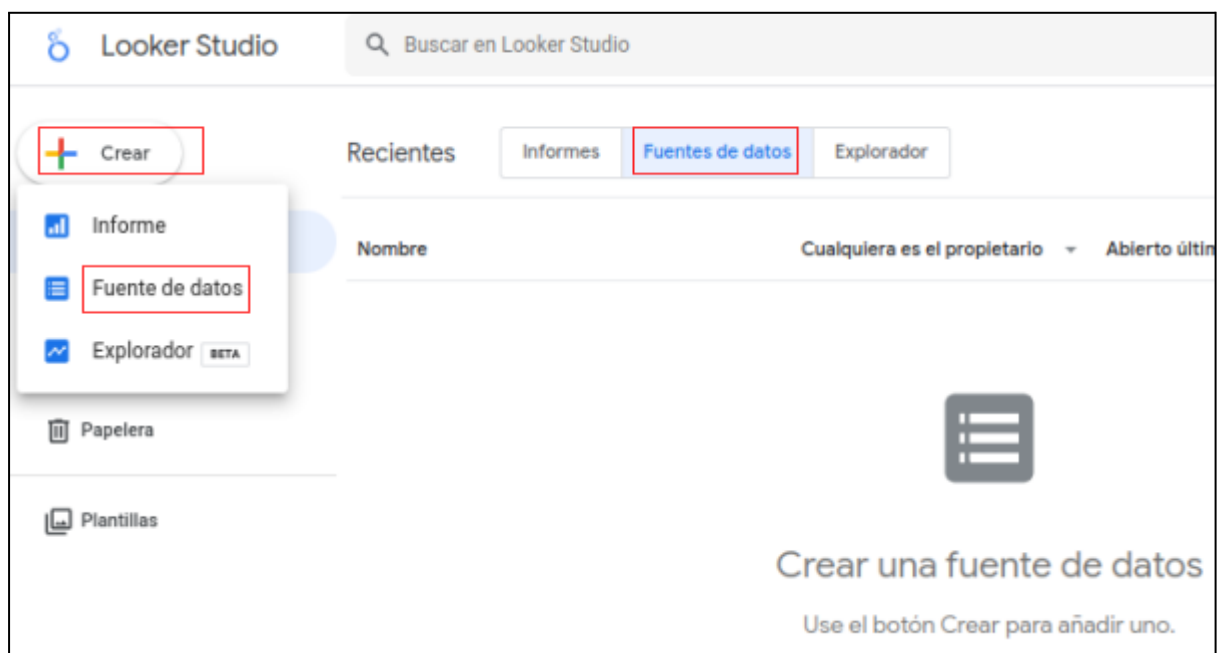 Looker Studio
Buscar en Looker Studio
Crear
Recientes
Informes
Fuentes de datos
Explorador
Informe
Fuente de datos
Explorador BETA
Papelera
Plantillas
Nombre
Cualquiera es el propietario
Abierto últim
Crear una fuente de datos
Use el botón Crear para añadir uno.